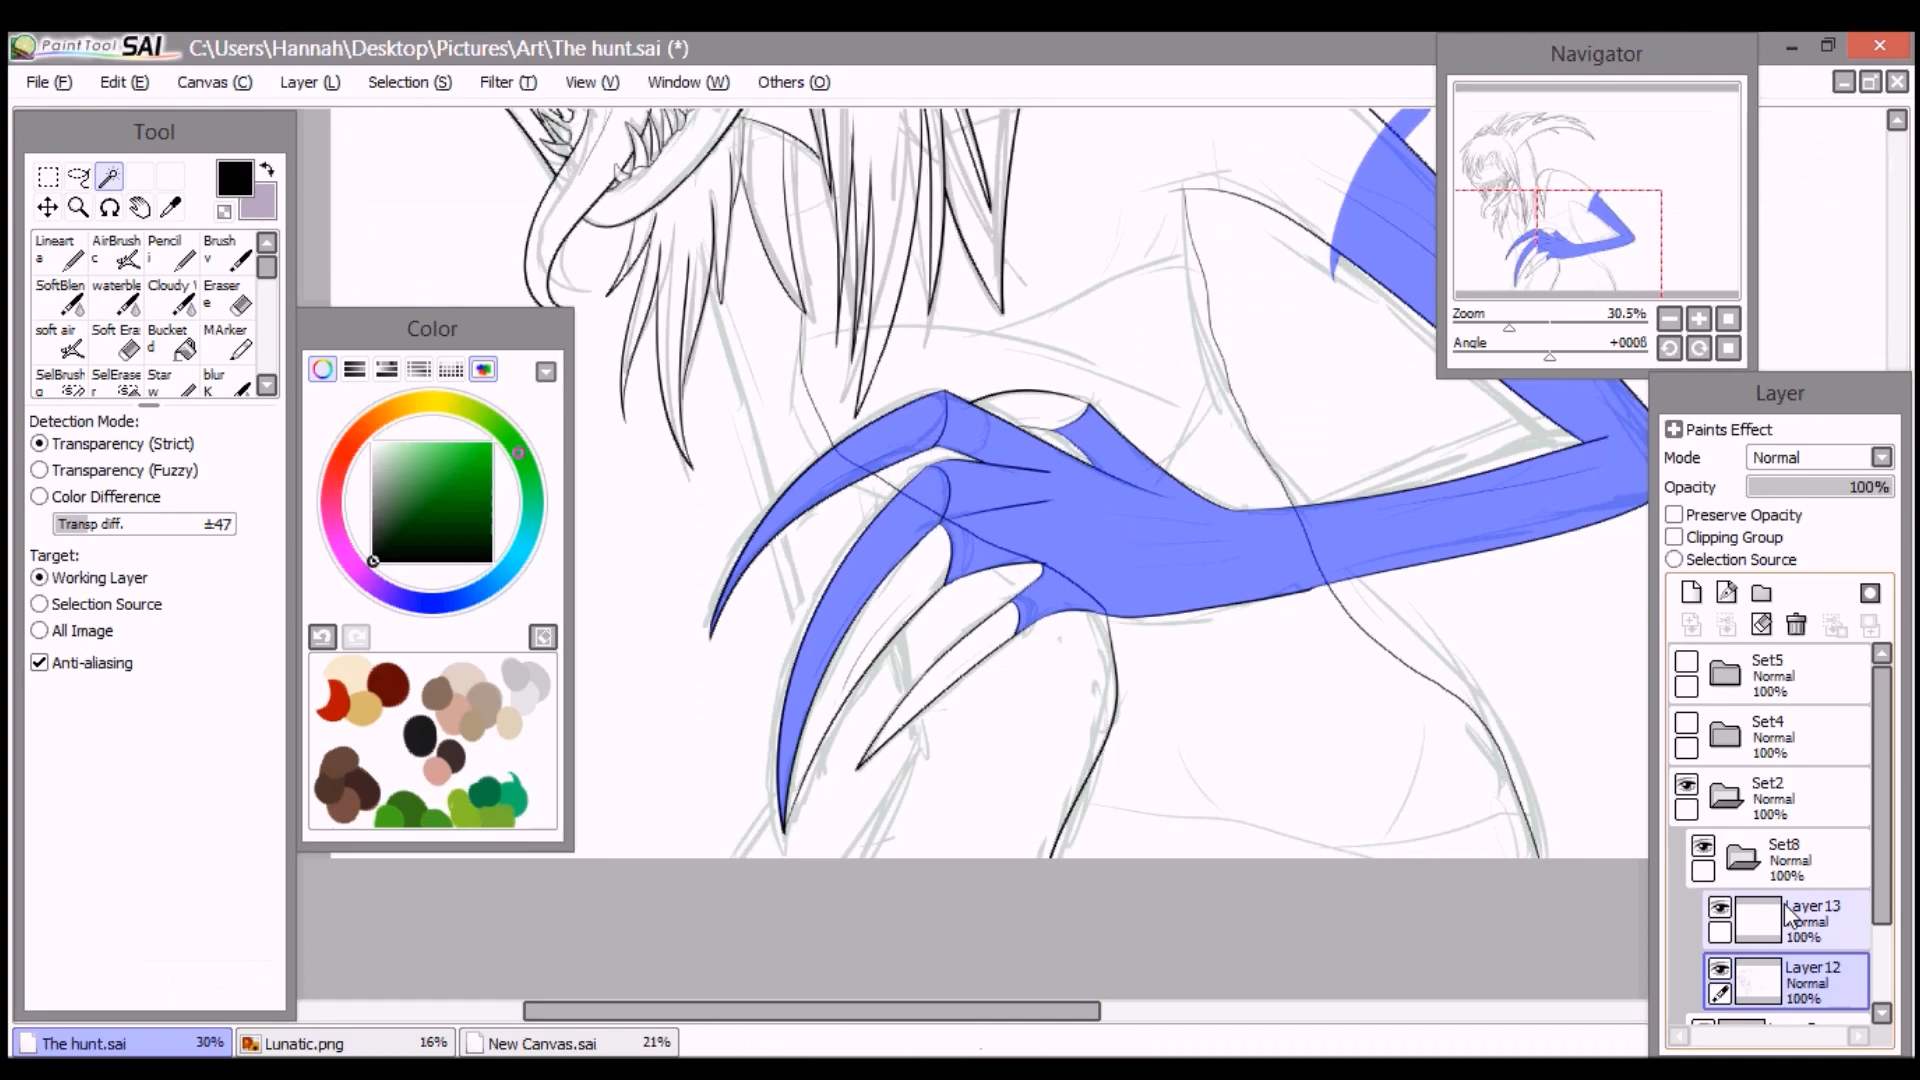 PaintTool SAI C:\Users\Hannah\Desktop\Pictures\Art\The hunt.sai (*)
File (F) Edit (E) Canvas (C) Layer (L) Selection (S) Filter (T) View (V) Window (W) Others (O)
Tool
Lineart AirBrush Pencil Brush
a c i v
SoftBlen waterble Cloudy Eraser
e
soft air Soft Era Bucket MArker
d
SelBrush SelErase Star blur
w K
Detection Mode:
Transparency (Strict)
Transparency (Fuzzy)
Color Difference
Transp diff. ±47
Target:
Working Layer
Selection Source
All Image
Anti-aliasing
Color
Navigator
Zoom 30.5%
Angle
Layer
Paints Effect
Mode Normal
Opacity 100%
Preserve Opacity
Clipping Group
Selection Source
Set5
Normal
100%
Set4
Normal
100%
Set2
Normal
100%
Set8
Normal
100%
Layer13
Normal
100%
Layer12
Normal
100%
The hunt.sai 30% Lunatic.png 16% New Canvas.sai 21%